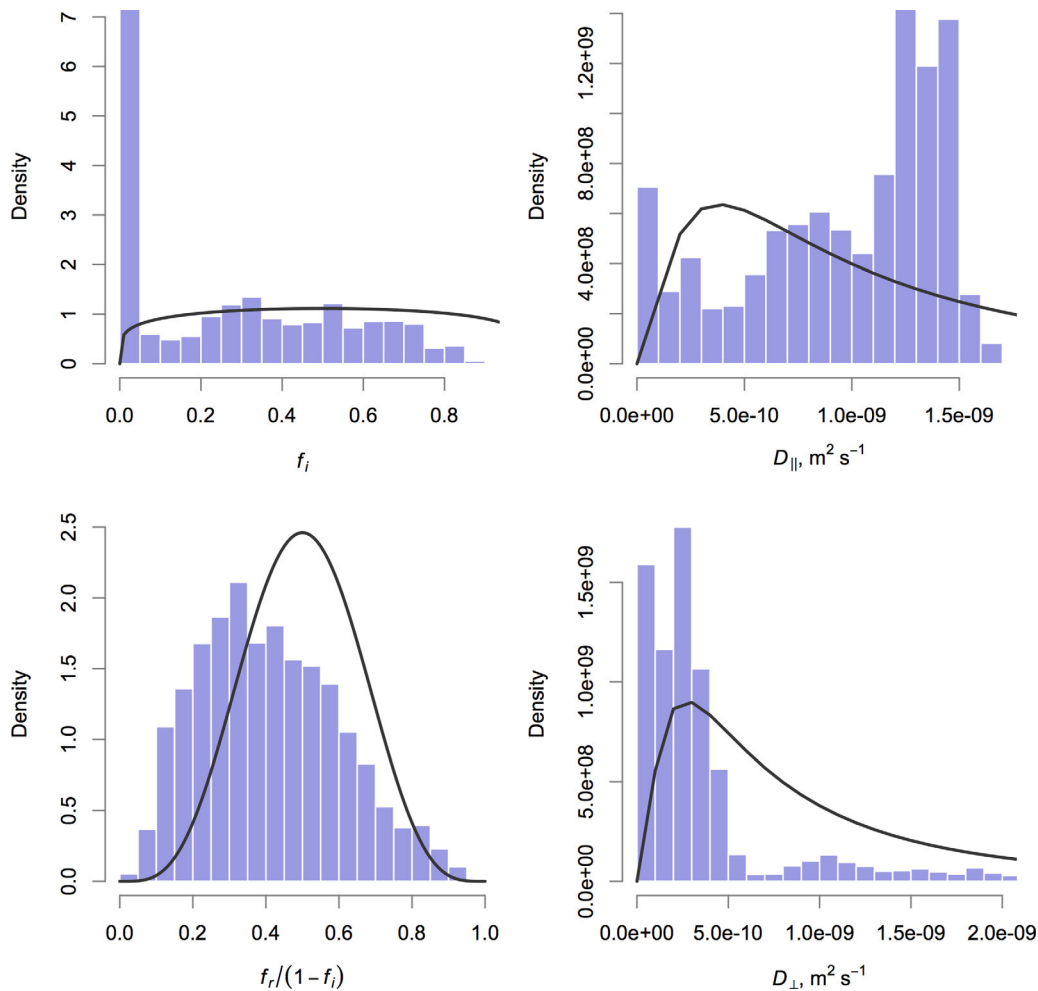 7
6
5
4
3
2
1
0
Density
0.0 0.2 0.4 0.6 0.8
f_i
1.2e+09
8.0e+08
4.0e+08
0.0e+00
Density
0.0e+00 5.0e-10 1.0e-09 1.5e-09
D_∥, m² s⁻¹
2.5
2.0
1.5
1.0
0.5
0.0
Density
0.0 0.2 0.4 0.6 0.8 1.0
f_r/(1−f_i)
1.5e+09
1.0e+09
5.0e+08
0.0e+00
Density
0.0e+00 5.0e-10 1.0e-09 1.5e-09 2.0e-09
D_⊥, m² s⁻¹